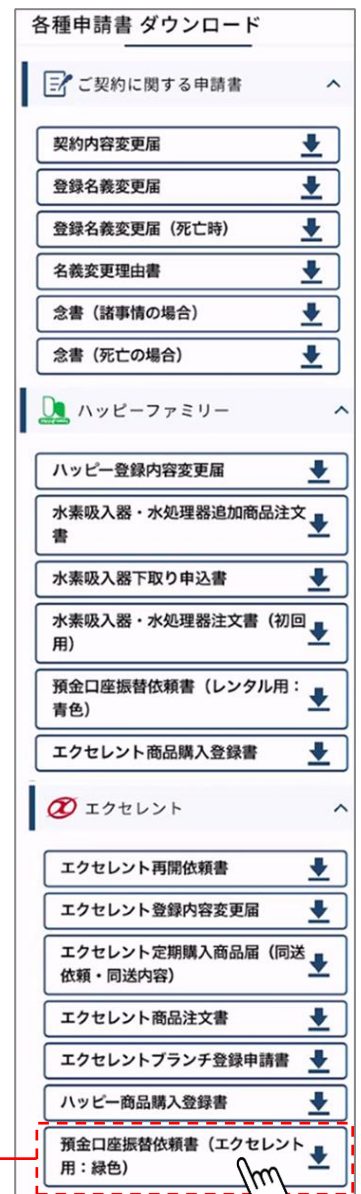 各種申請書 ダウンロード
ご契約に関する申請書
契約内容変更届
登録名義変更届
登録名義変更届（死亡時）
名義変更理由書
念書（諸事情の場合）
念書（死亡の場合）
ハッピーファミリー
ハッピー登録内容変更届
水素吸入器・水処理器追加商品注文
書
水素吸入器下取り申込書
水素吸入器・水処理器注文書（初回
用）
預金口座振替依頼書（レンタル用：
青色）
エクセレント商品購入登録書
エクセレント
エクセレント再開依頼書
エクセレント登録内容変更届
エクセレント定期購入商品届（同送
依頼・同送内容）
エクセレント商品注文書
エクセレントブランチ登録申請書
ハッピー商品購入登録書
預金口座振替依頼書（エクセレント
用：緑色）